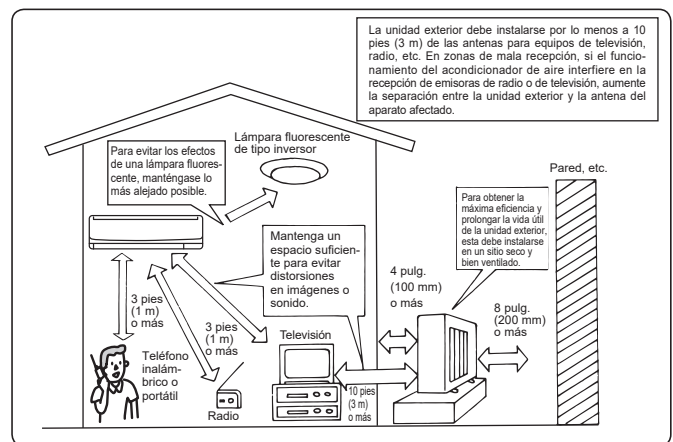 La unidad exterior debe instalarse por lo menos a 10
pies (3 m) de las antenas para equipos de televisión,
radio, etc. En zonas de mala recepción, si el funcio-
namiento del acondicionador de aire interfiere en la
recepción de emisoras de radio o de televisión, aumente
la separación entre la unidad exterior y la antena del
aparato afectado.
Lámpara fluorescente
de tipo inversor
Para evitar los efectos
de una lámpara fluores-
cente, manténgase lo
más alejado posible.
Pared, etc.
Para obtener la
máxima eficiencia y
prolongar la vida útil
de la unidad exterior,
esta debe instalarse
en un sitio seco y
bien ventilado.
Mantenga un
espacio suficien-
te para evitar
distorsiones
en imágenes o
sonido.
4 pulg.
(100 mm)
o más
8 pulg.
(200 mm)
o más
3 pies
(1 m)
o más
3 pies
(1 m)
o más
Televisión
Teléfono
inalám-
brico o
portátil
Radio
10 pies
(3 m)
o más